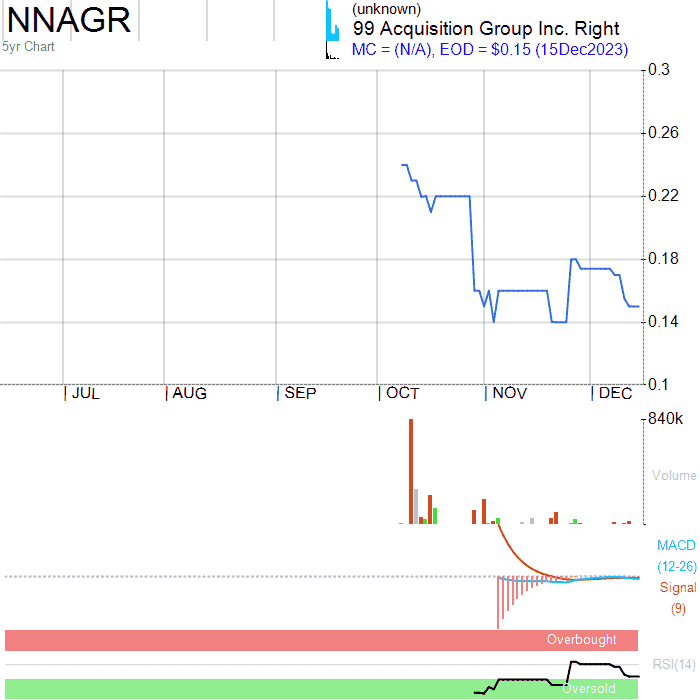 NNAGR
5yr Chart
(unknown)
99 Acquisition Group Inc. Right
MC = (N/A), EOD = $0.15 (15Dec2023)
0.3
0.26
0.22
0.18
0.14
0.1
JUL AUG SEP OCT NOV DEC
840k
Volume
MACD
(12-26)
Signal
(9)
Overbought
RSI(14)
Oversold